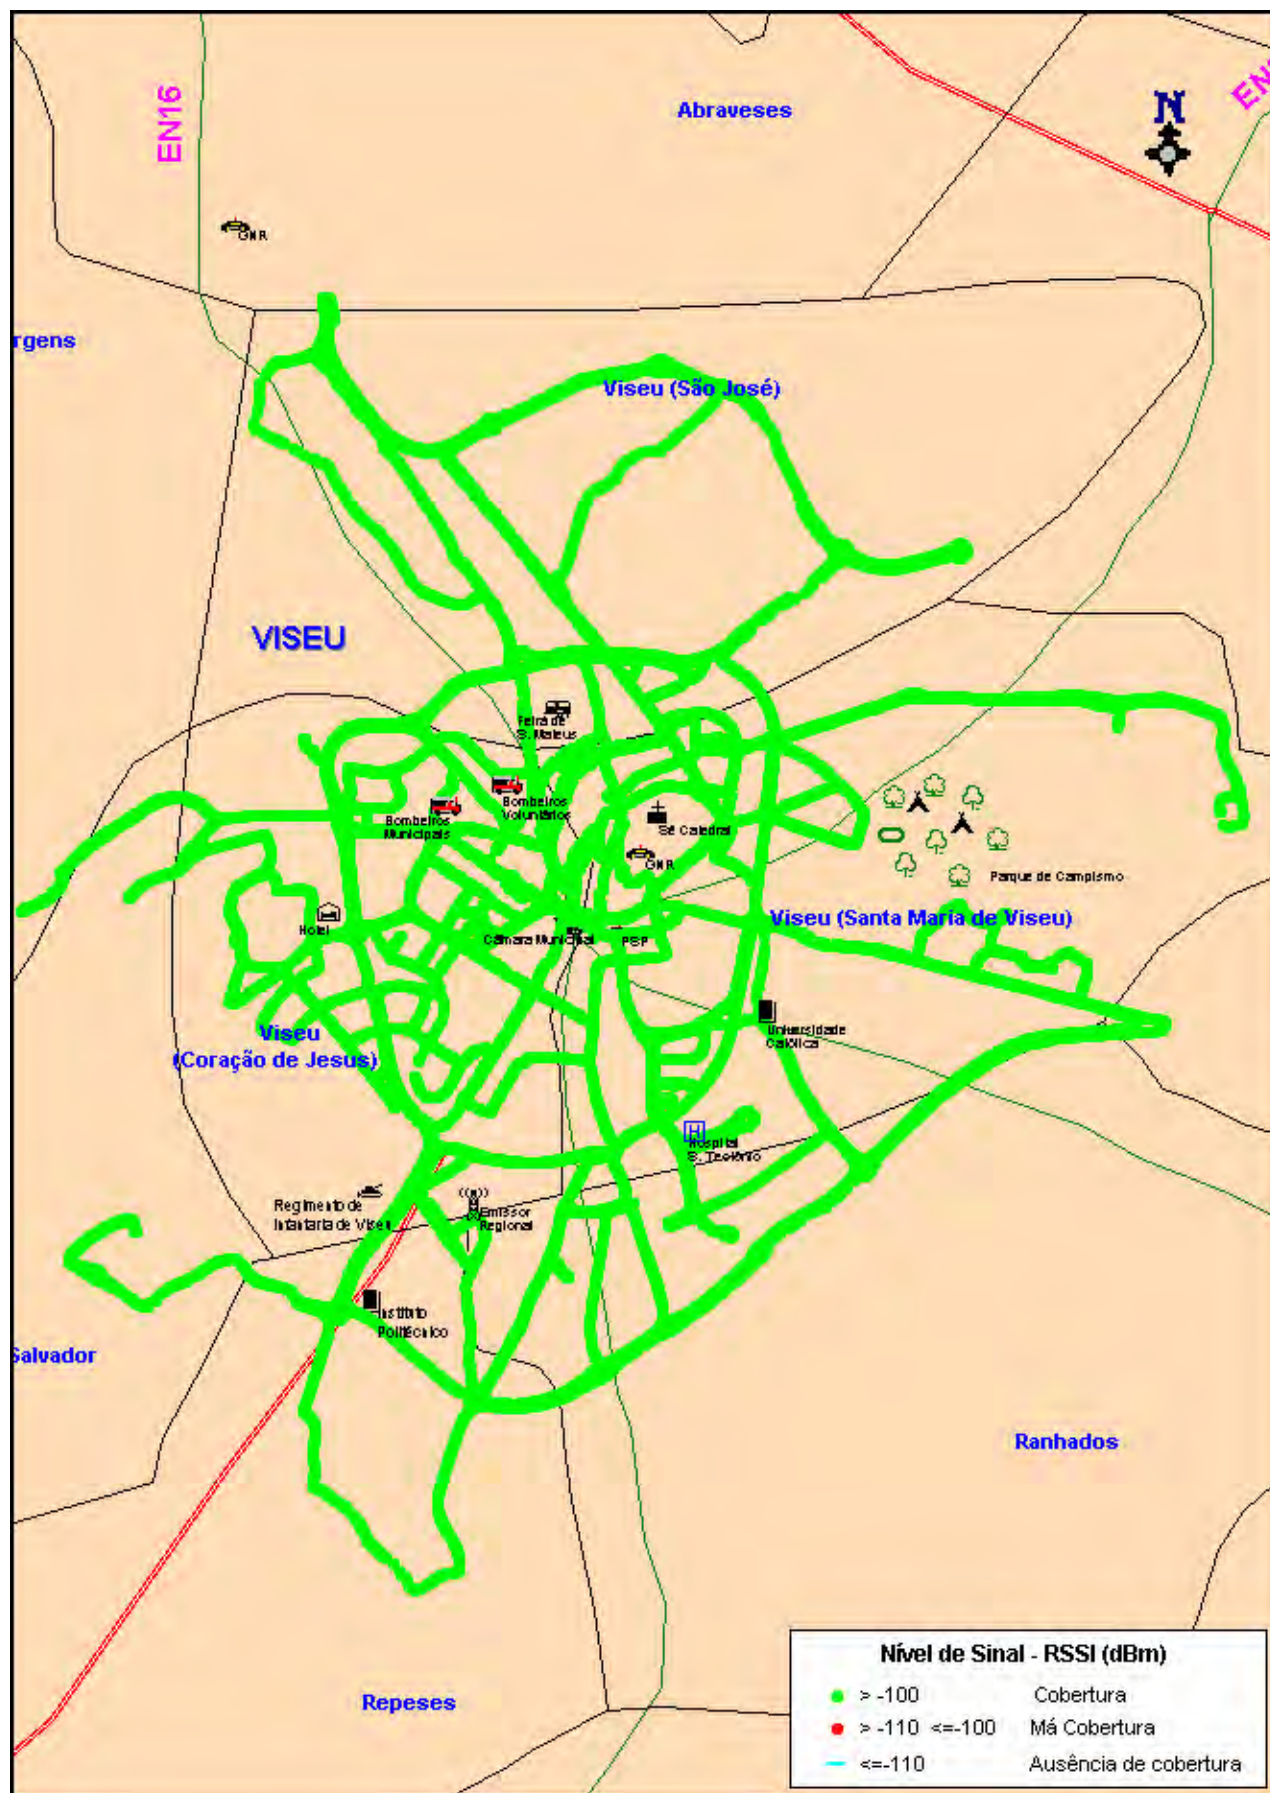 EN16
Abraveses
N
GNR
rgens
Viseu (São José)
VISEU
Feira de
S. Mateus
Bombeiros
Voluntários
Bombeiros
Municipais
Sé Catedral
GNR
Parque de Campismo
Hotel
Câmara Municipal
PSP
Viseu (Santa Maria de Viseu)
Universidade
Católica
Viseu
(Coração de Jesus)
H
Hospital
S. Teotónio
Regimento de
Infantaria de Viseu
Emissor
Regional
Instituto
Politécnico
Salvador
Ranhados
Repeses
Nível de Sinal - RSSI (dBm)
> -100 Cobertura
> -110 <=-100 Má Cobertura
<=-110 Ausência de cobertura